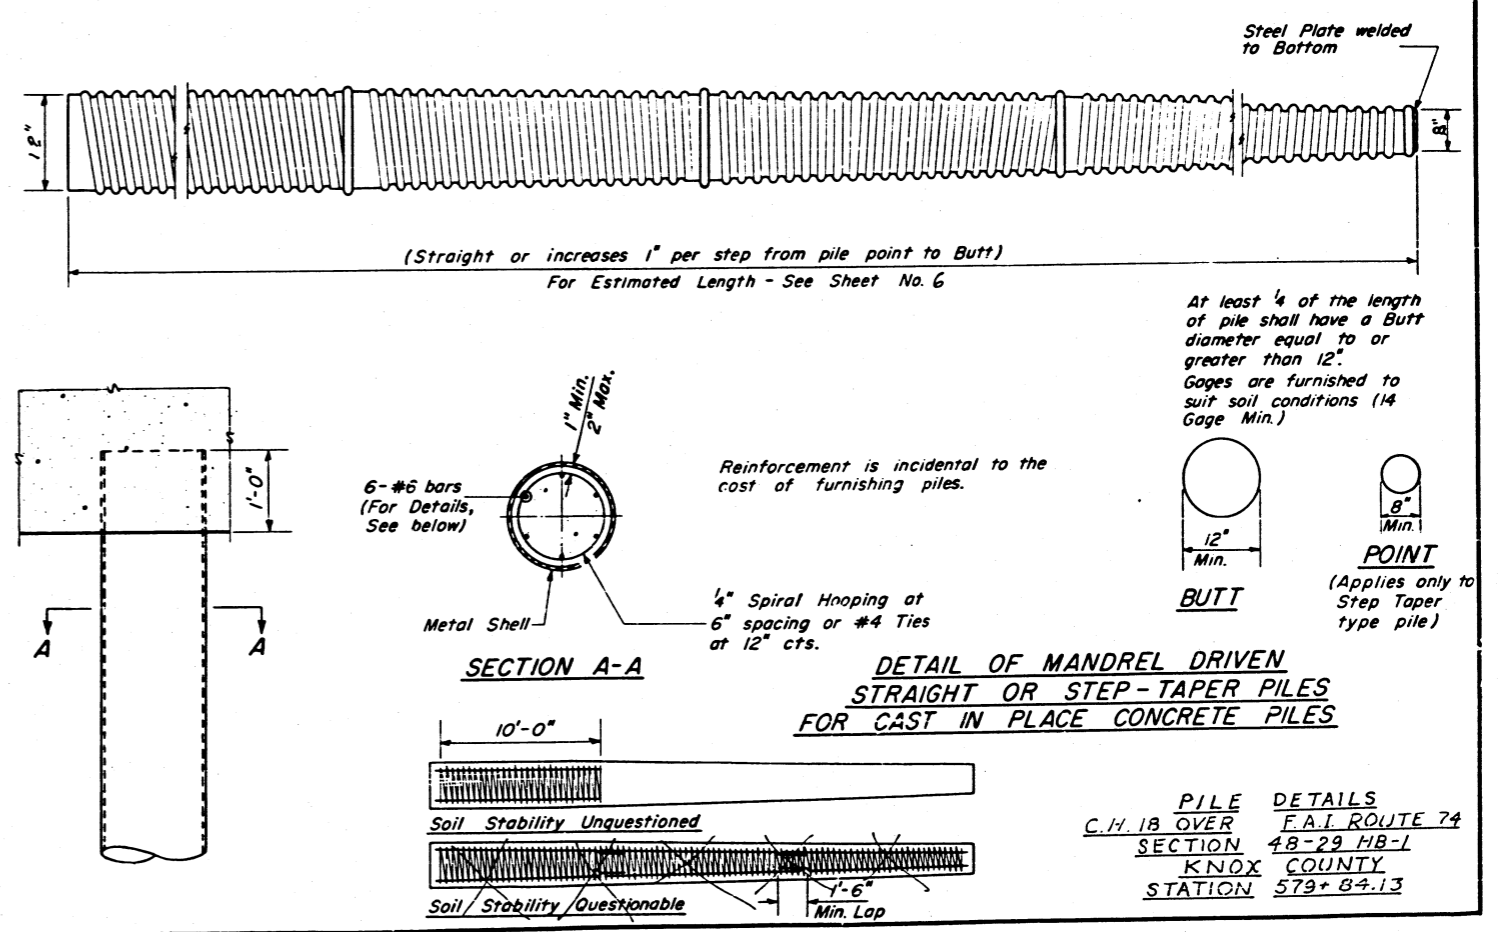 Steel Plate welded
to Bottom
12"
8"
(Straight or increases 1" per step from pile point to Butt)
For Estimated Length - See Sheet No. 6
At least 1/4 of the length
of pile shall have a Butt
diameter equal to or
greater than 12".
Gages are furnished to
suit soil conditions (14
Gage Min.)
1'-0"
A
A
1" Min.
2" Max.
6-#6 bars
(For Details,
See below)
Metal Shell
1/4" Spiral Hooping at
6" spacing or #4 Ties
at 12" cts.
SECTION A-A
Reinforcement is incidental to the
cost of furnishing piles.
12"
Min.
BUTT
8"
Min.
POINT
(Applies only to
Step Taper
type pile)
DETAIL OF MANDREL DRIVEN
STRAIGHT OR STEP-TAPER PILES
FOR CAST IN PLACE CONCRETE PILES
10'-0"
Soil Stability Unquestioned
Soil Stability Questionable
1'-6"
Min. Lap
PILE DETAILS
C.H. 18 OVER F.A.I. ROUTE 74
SECTION 48-29 HB-1
KNOX COUNTY
STATION 579+84.13